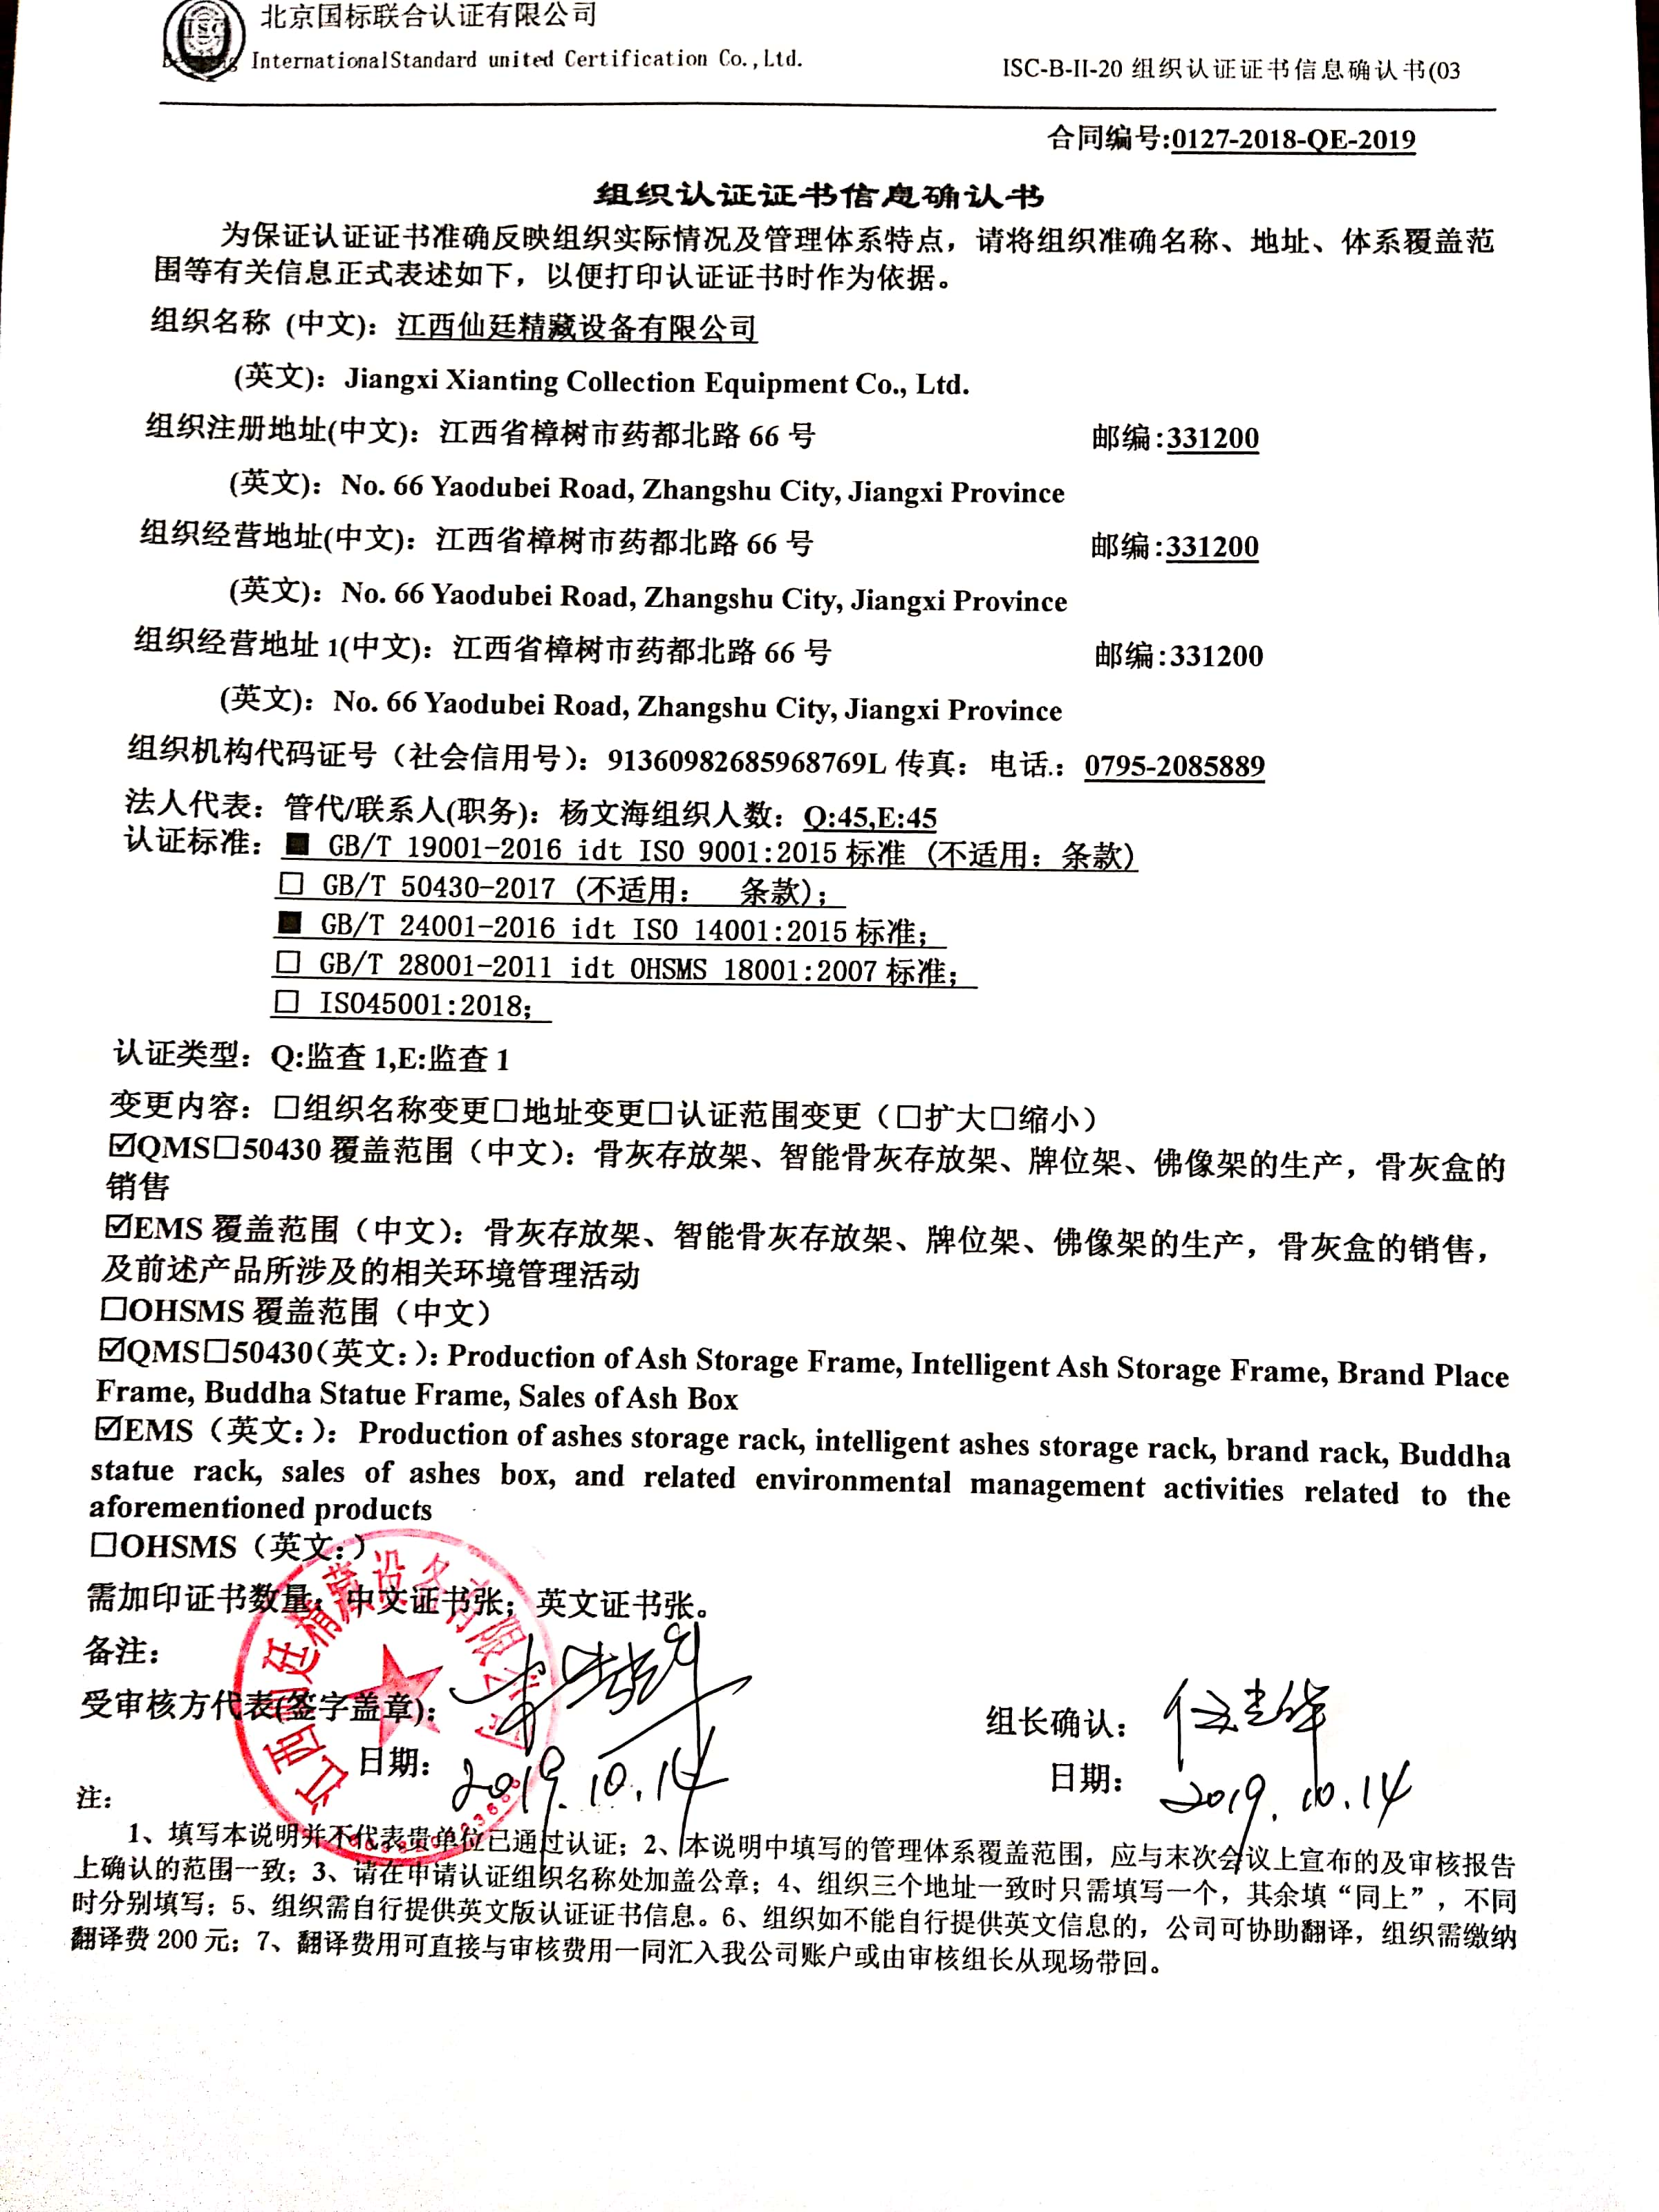 北京国标联合认证有限公司
InternationalStandard united Certification Co.,Ltd.
ISC-B-II-20 组织认证证书信息确认书(03
合同编号:0127-2018-QE-2019
组织认证证书信息确认书
为保证认证证书准确反映组织实际情况及管理体系特点，请将组织准确名称、地址、体系覆盖范
围等有关信息正式表述如下，以便打印认证证书时作为依据。
组织名称 (中文)：江西仙廷精藏设备有限公司
(英文)：Jiangxi Xianting Collection Equipment Co., Ltd.
组织注册地址(中文)：江西省樟树市药都北路 66 号 邮编:331200
(英文)：No. 66 Yaodubei Road, Zhangshu City, Jiangxi Province
组织经营地址(中文)：江西省樟树市药都北路 66 号 邮编:331200
(英文)：No. 66 Yaodubei Road, Zhangshu City, Jiangxi Province
组织经营地址 1(中文)：江西省樟树市药都北路 66 号 邮编:331200
(英文)：No. 66 Yaodubei Road, Zhangshu City, Jiangxi Province
组织机构代码证号（社会信用号)：91360982685968769L 传真： 电话.：0795-2085889
法人代表： 管代/联系人(职务)：杨文海组织人数：Q:45,E:45
认证标准：■ GB/T 19001-2016 idt ISO 9001:2015 标准 (不适用：条款)
□ GB/T 50430-2017 (不适用： 条款)；
■ GB/T 24001-2016 idt ISO 14001:2015 标准；
□ GB/T 28001-2011 idt OHSMS 18001:2007 标准；
□ ISO45001:2018；
认证类型：Q:监查 1,E:监查 1
变更内容：□组织名称变更□地址变更□认证范围变更（□扩大□缩小）
☑QMS□50430 覆盖范围（中文)：骨灰存放架、智能骨灰存放架、牌位架、佛像架的生产，骨灰盒的
销售
☑EMS 覆盖范围（中文)：骨灰存放架、智能骨灰存放架、牌位架、佛像架的生产，骨灰盒的销售，
及前述产品所涉及的相关环境管理活动
□OHSMS 覆盖范围（中文）
☑QMS□50430（英文：)：Production of Ash Storage Frame, Intelligent Ash Storage Frame, Brand Place
Frame, Buddha Statue Frame, Sales of Ash Box
☑EMS（英文：)：Production of ashes storage rack, intelligent ashes storage rack, brand rack, Buddha
statue rack, sales of ashes box, and related environmental management activities related to the
aforementioned products
□OHSMS（英文：）
需加印证书数量：中文证书张；英文证书张。
备注：
受审核方代表(签字盖章)：
组长确认：任吉华
日期：2019.10.14
日期：2019.10.14
江西仙廷精藏设备有限公司
注：
1、填写本说明并不代表贵单位已通过认证；2、本说明中填写的管理体系覆盖范围，应与末次会议上宣布的及审核报告
上确认的范围一致；3、请在申请认证组织名称处加盖公章；4、组织三个地址一致时只需填写一个，其余填“同上”，不同
时分别填写；5、组织需自行提供英文版认证证书信息。6、组织如不能自行提供英文信息的，公司可协助翻译，组织需缴纳
翻译费 200 元；7、翻译费用可直接与审核费用一同汇入我公司账户或由审核组长从现场带回。